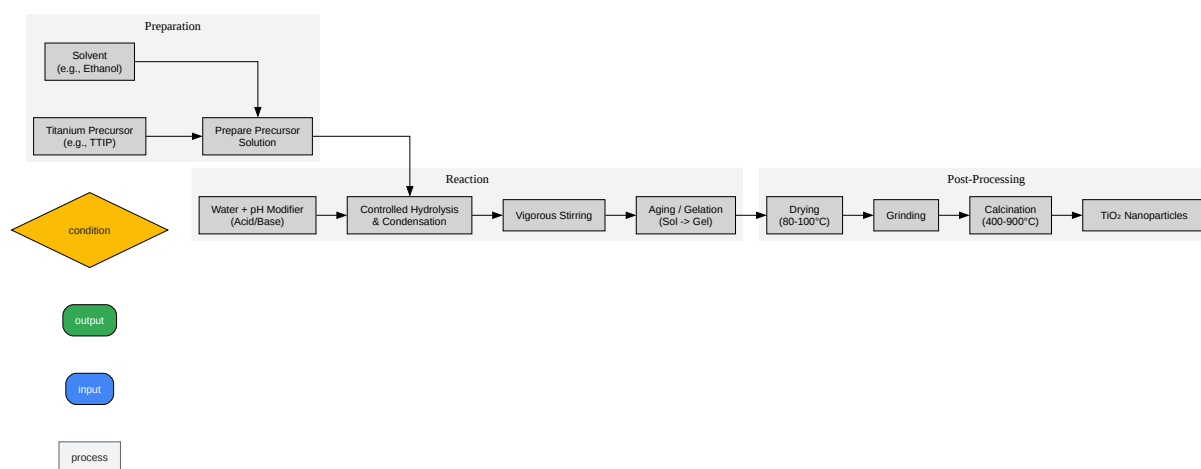 Preparation
Solvent
(e.g., Ethanol)
Titanium Precursor
(e.g., TTIP)
Prepare Precursor
Solution
Reaction
Water + pH Modifier
(Acid/Base)
Controlled Hydrolysis
& Condensation
Vigorous Stirring
Aging / Gelation
(Sol -> Gel)
Post-Processing
Drying
(80-100°C)
Grinding
Calcination
(400-900°C)
TiO₂ Nanoparticles
condition
output
input
process